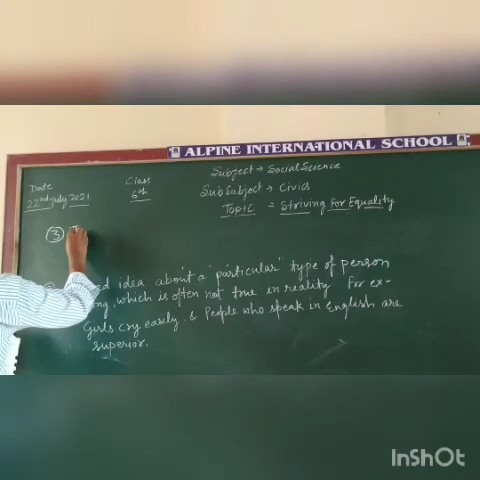 ALPINE INTERNATIONAL SCHOOL
Subject → Social Science
Date
Class
22nd July 2021
6th
SubSubject → Civics
Topic = Striving For Equality
3
idea about a "particular" type of person
, which is often not true in reality For ex-
Girls cry easily & People who speak in English are
superior.
InShOt